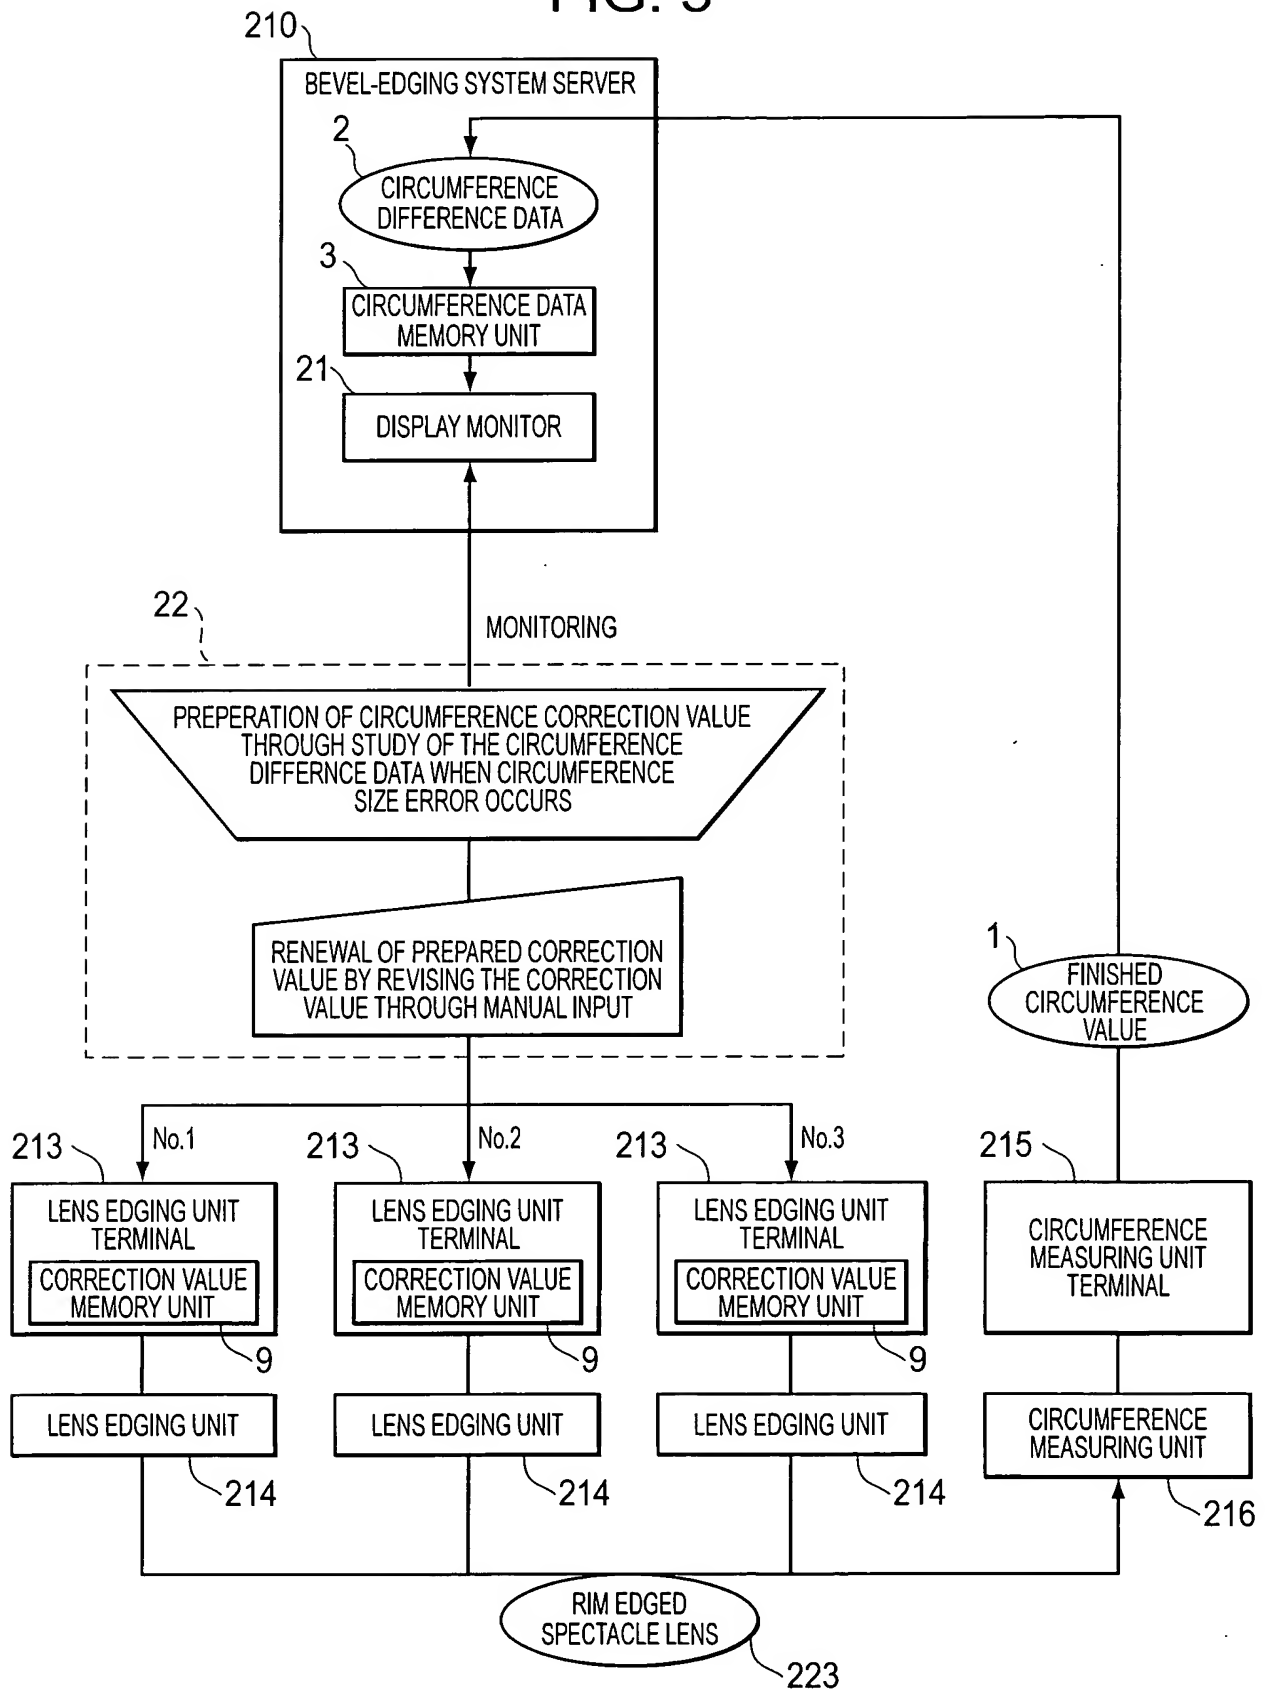 210
BEVEL-EDGING SYSTEM SERVER
2
CIRCUMFERENCE
DIFFERENCE DATA
3
CIRCUMFERENCE DATA
MEMORY UNIT
21
DISPLAY MONITOR
22
MONITORING
PREPERATION OF CIRCUMFERENCE CORRECTION VALUE
THROUGH STUDY OF THE CIRCUMFERENCE
DIFFERNCE DATA WHEN CIRCUMFERENCE
SIZE ERROR OCCURS
RENEWAL OF PREPARED CORRECTION
VALUE BY REVISING THE CORRECTION
VALUE THROUGH MANUAL INPUT
1
FINISHED
CIRCUMFERENCE
VALUE
213
No.1
LENS EDGING UNIT
TERMINAL
CORRECTION VALUE
MEMORY UNIT
9
LENS EDGING UNIT
214
213
No.2
LENS EDGING UNIT
TERMINAL
CORRECTION VALUE
MEMORY UNIT
9
LENS EDGING UNIT
214
213
No.3
LENS EDGING UNIT
TERMINAL
CORRECTION VALUE
MEMORY UNIT
9
LENS EDGING UNIT
214
215
CIRCUMFERENCE
MEASURING UNIT
TERMINAL
CIRCUMFERENCE
MEASURING UNIT
216
RIM EDGED
SPECTACLE LENS
223